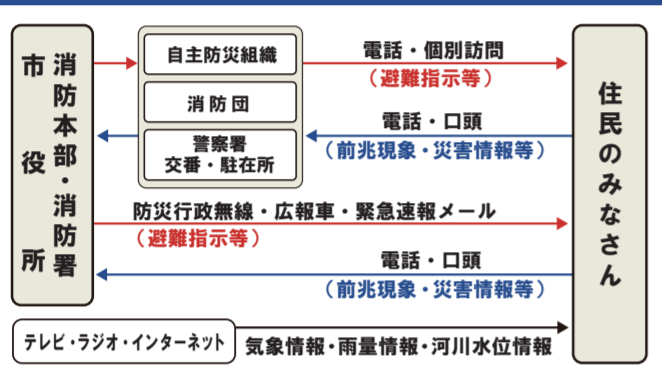 市役所
消防本部・消防署
自主防災組織
消防団
警察署
交番・駐在所
電話・個別訪問
（避難指示等）
電話・口頭
（前兆現象・災害情報等）
防災行政無線・広報車・緊急速報メール
（避難指示等）
電話・口頭
（前兆現象・災害情報等）
住民のみなさん
テレビ・ラジオ・インターネット
気象情報・雨量情報・河川水位情報